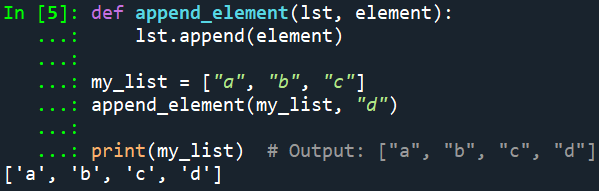 In [5]: def append_element(lst, element):
   ...:     lst.append(element)
   ...:
   ...: my_list = ["a", "b", "c"]
   ...: append_element(my_list, "d")
   ...:
   ...: print(my_list)  # Output: ["a", "b", "c", "d"]
['a', 'b', 'c', 'd']